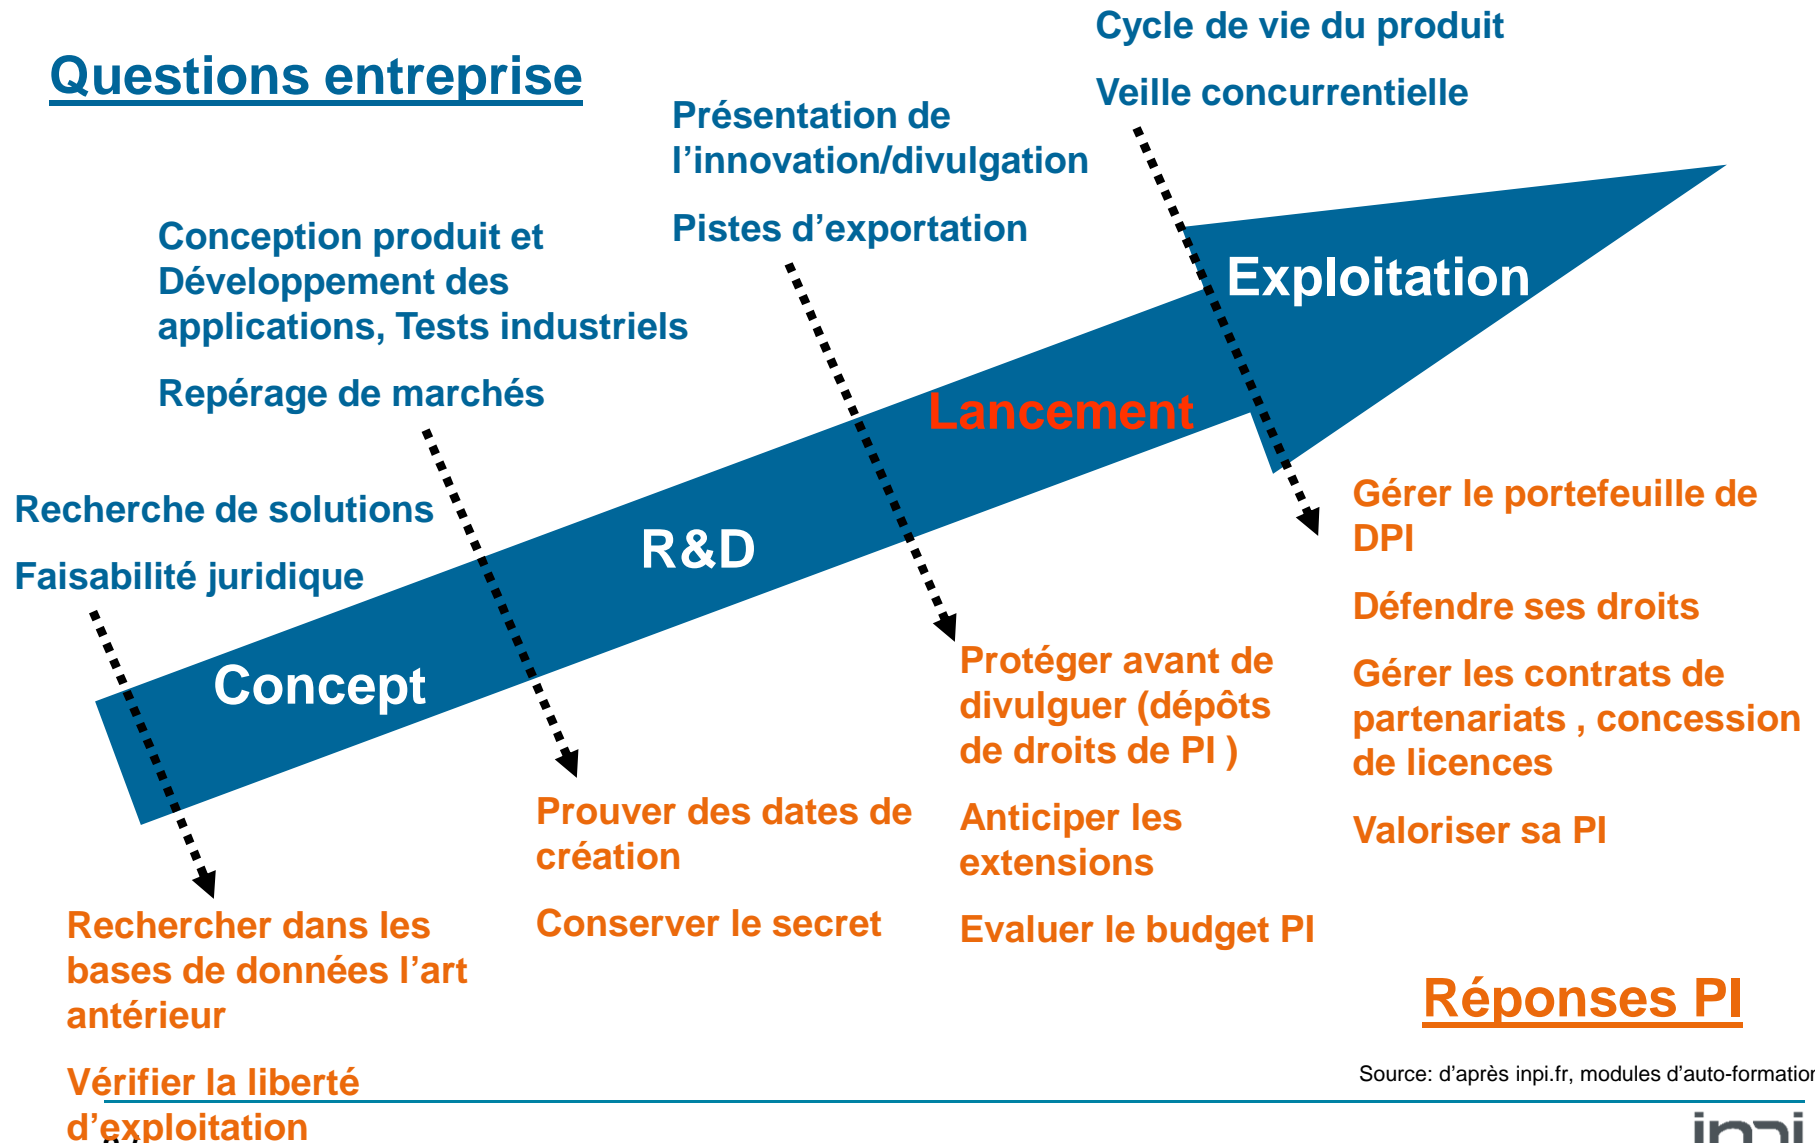 Questions entreprise
Cycle de vie du produit
Veille concurrentielle
Présentation de
l’innovation/divulgation
Pistes d’exportation
Conception produit et
Développement des
applications, Tests industriels
Repérage de marchés
Recherche de solutions
Faisabilité juridique
Exploitation
Lancement
R&D
Concept
Rechercher dans les
bases de données l’art
antérieur
Vérifier la liberté
d’exploitation
Prouver des dates de
création
Conserver le secret
Protéger avant de
divulguer (dépôts
de droits de PI )
Anticiper les
extensions
Evaluer le budget PI
Gérer le portefeuille de
DPI
Défendre ses droits
Gérer les contrats de
partenariats , concession
de licences
Valoriser sa PI
Réponses PI
Source: d’après inpi.fr, modules d’auto-formation
inpi